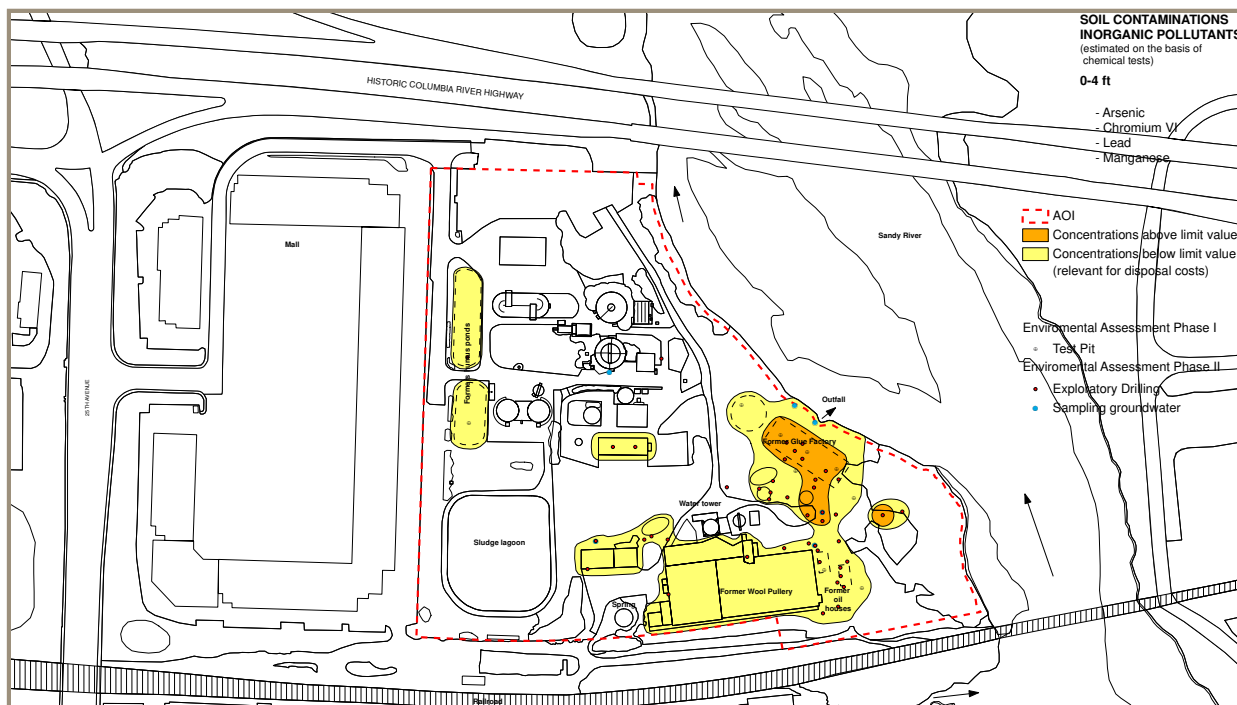 SOIL CONTAMINATIONS
INORGANIC POLLUTANTS
(estimated on the basis of
chemical tests)
0-4 ft
- Arsenic
- Chromium VI
- Lead
- Manganese
HISTORIC COLUMBIA RIVER HIGHWAY
AOI
Concentrations above limit value
Concentrations below limit value
(relevant for disposal costs)
Mall
Sandy River
Enviromental Assessment Phase I
Test Pit
Enviromental Assessment Phase II
Exploratory Drilling
Sampling groundwater
25TH AVENUE
Outfall
Former Glue Factory
Water tower
Sludge lagoon
Former Wool Pullery
Former
oil
houses
Spring
Railroad